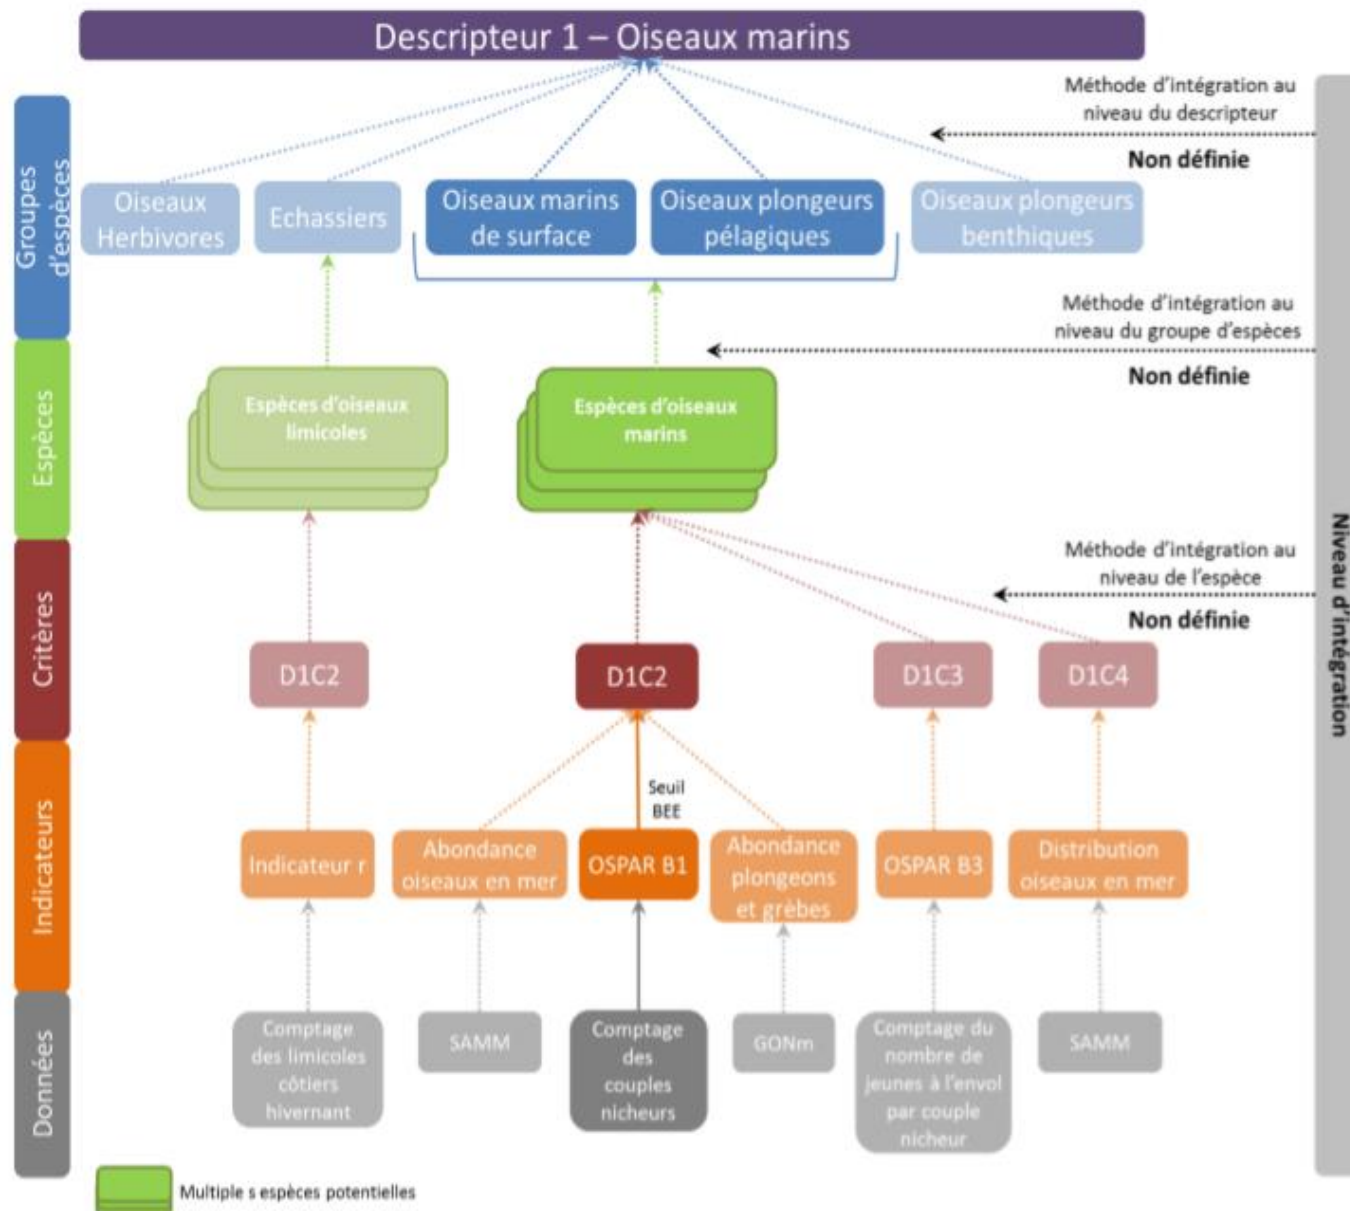 Descripteur 1 – Oiseaux marins
Groupes
d'espèces
Méthode d'intégration au
niveau du descripteur
Non définie
Oiseaux
Herbivores
Echassiers
Oiseaux marins
de surface
Oiseaux plongeurs
pélagiques
Oiseaux plongeurs
benthiques
Méthode d'intégration au
niveau du groupe d'espèces
Non définie
Espèces
Espèces d'oiseaux
limicoles
Espèces d'oiseaux
marins
Méthode d'intégration au
niveau de l'espèce
Non définie
Niveau d'intégration
Critères
D1C2
D1C2
D1C3
D1C4
Indicateurs
Seuil
BEE
Indicateur r
Abondance
oiseaux en mer
OSPAR B1
Abondance
plongeons
et grèbes
OSPAR B3
Distribution
oiseaux en mer
Données
Comptage
des limicoles
côtiers
hivernant
SAMM
Comptage
des
couples
nicheurs
GONm
Comptage du
nombre de
jeunes à l'envol
par couple
nicheur
SAMM
Multiple s espèces potentielles